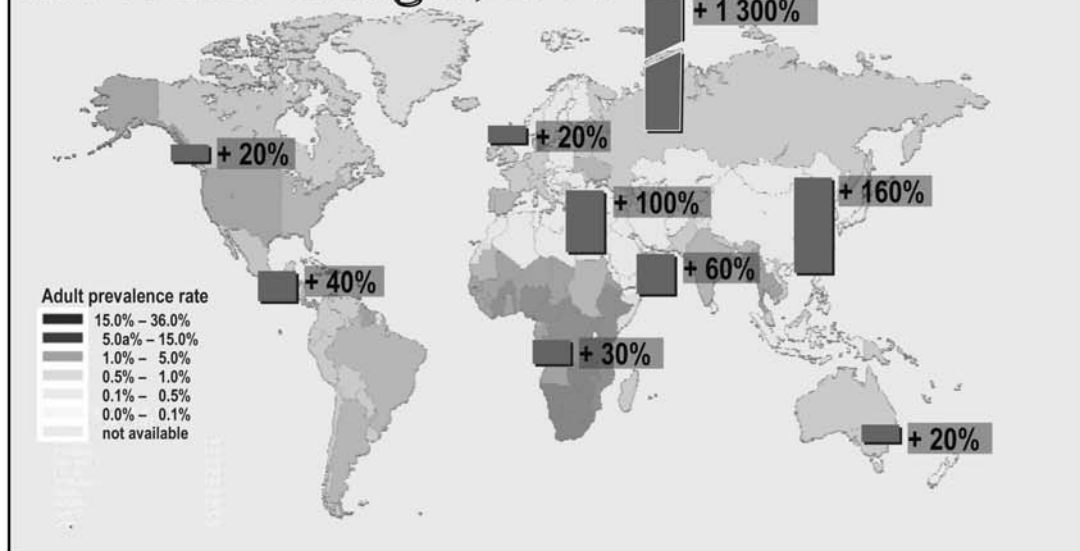 + 1 300%
+ 20%
+ 20%
+ 100%
+ 160%
+ 60%
+ 40%
+ 30%
+ 20%
Adult prevalence rate
15.0% – 36.0%
5.0a% – 15.0%
1.0% – 5.0%
0.5% – 1.0%
0.1% – 0.5%
0.0% – 0.1%
not available